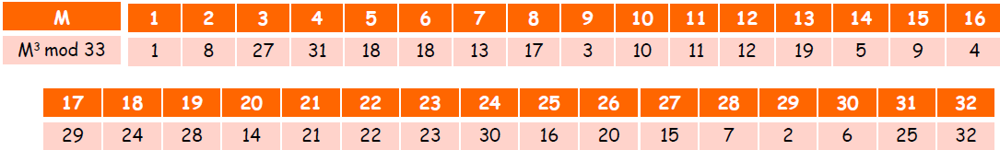 M 1 2 3 4 5 6 7 8 9 10 11 12 13 14 15 16
M³ mod 33 1 8 27 31 18 18 13 17 3 10 11 12 19 5 9 4
17 18 19 20 21 22 23 24 25 26 27 28 29 30 31 32
29 24 28 14 21 22 23 30 16 20 15 7 2 6 25 32